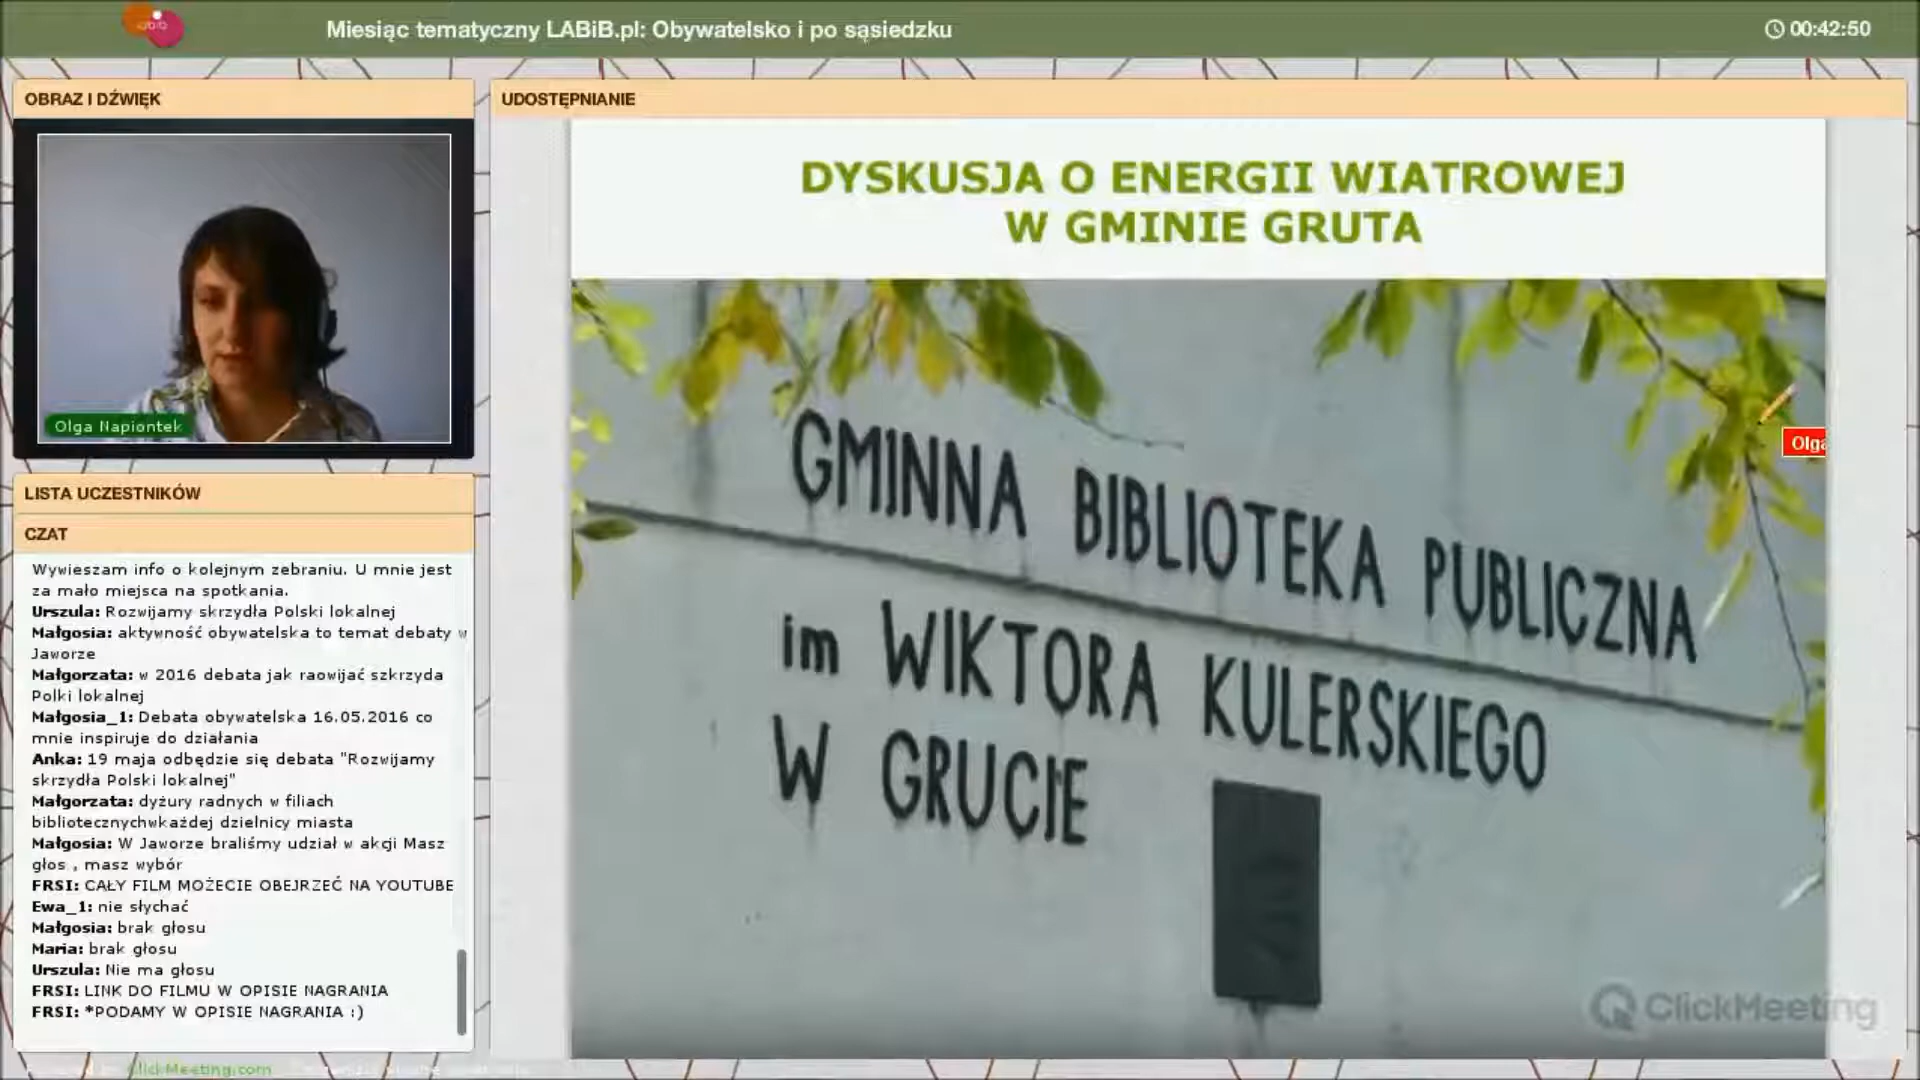 Miesiąc tematyczny LABiB.pl: Obywatelsko i po sąsiedzku
00:42:50
OBRAZ I DŹWIĘK
Olga Napiontek
LISTA UCZESTNIKÓW
CZAT
Wywieszam info o kolejnym zebraniu. U mnie jest
za mało miejsca na spotkania.
Urszula: Rozwijamy skrzydła Polski lokalnej
Małgosia: aktywność obywatelska to temat debaty w
Jaworze
Małgorzata: w 2016 debata jak raowijać szkrzyda
Polki lokalnej
Małgosia_1: Debata obywatelska 16.05.2016 co
mnie inspiruje do działania
Anka: 19 maja odbędzie się debata "Rozwijamy
skrzydła Polski lokalnej"
Małgorzata: dyżury radnych w filiach
bibliotecznychwkażdej dzielnicy miasta
Małgosia: W Jaworze braliśmy udział w akcji Masz
głos , masz wybór
FRSI: CAŁY FILM MOŻECIE OBEJRZEĆ NA YOUTUBE
Ewa_1: nie słychać
Małgosia: brak głosu
Maria: brak głosu
Urszula: Nie ma głosu
FRSI: LINK DO FILMU W OPISIE NAGRANIA
FRSI: *PODAMY W OPISIE NAGRANIA :)
ClickMeeting.com
UDOSTĘPNIANIE
DYSKUSJA O ENERGII WIATROWEJ
W GMINIE GRUTA
Olga
GMINNA BIBLIOTEKA PUBLICZNA
im WIKTORA KULERSKIEGO
W GRUCIE
ClickMeeting